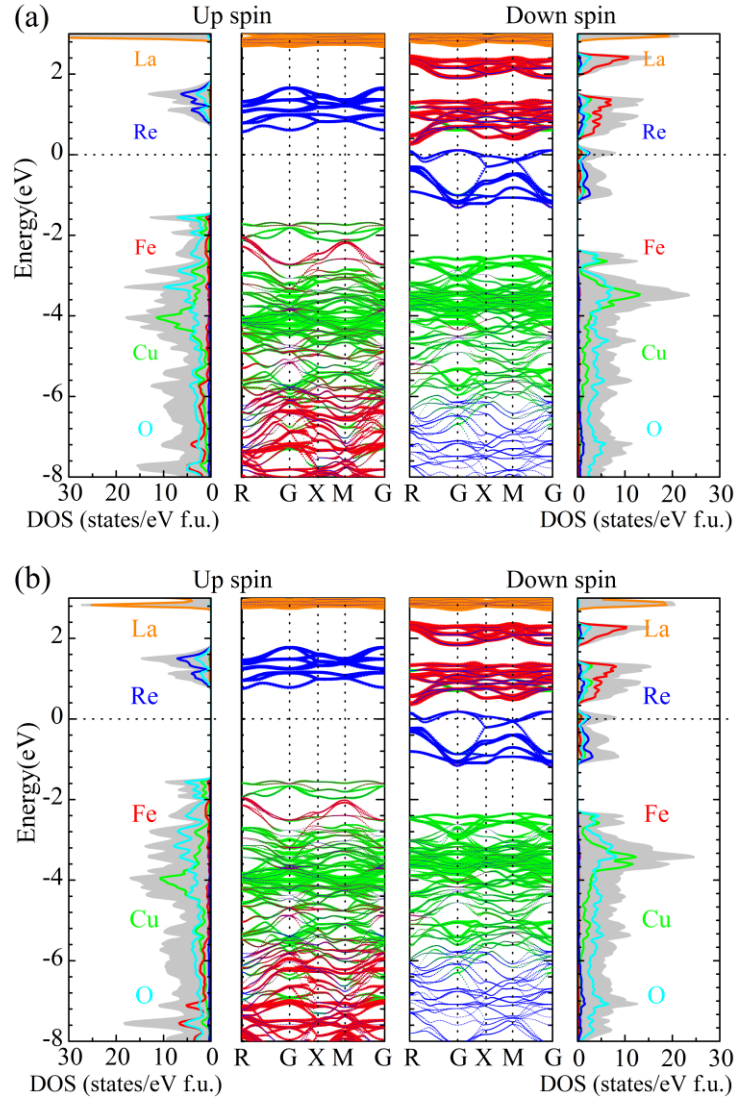 (a)
Up spin
Down spin
Energy(eV)
2
0
-2
-4
-6
-8
La
Re
Fe
Cu
O
La
Re
Fe
Cu
O
30 20 10 0
R G X M G
R G X M G
0 10 20 30
DOS (states/eV f.u.)
DOS (states/eV f.u.)
(b)
Up spin
Down spin
Energy(eV)
2
0
-2
-4
-6
-8
La
Re
Fe
Cu
O
La
Re
Fe
Cu
O
30 20 10 0
R G X M G
R G X M G
0 10 20 30
DOS (states/eV f.u.)
DOS (states/eV f.u.)